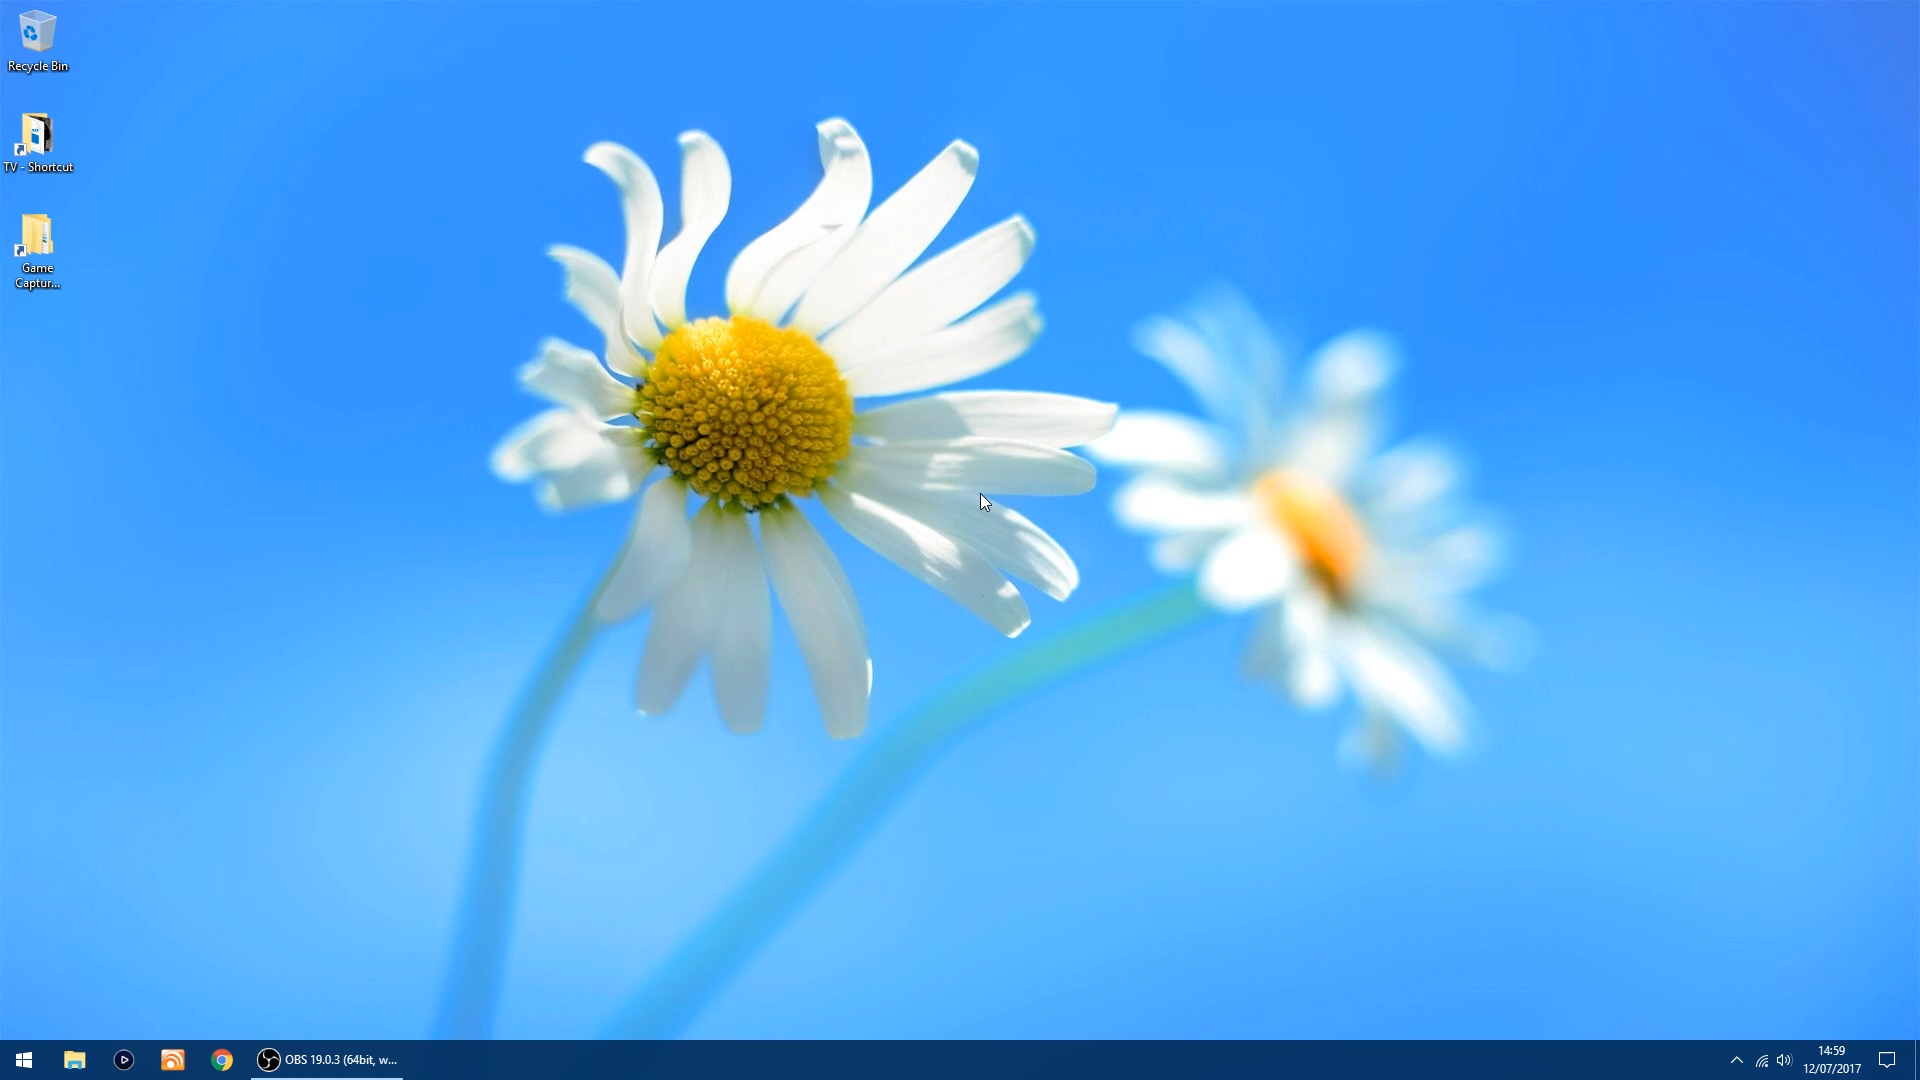 Recycle Bin
TV - Shortcut
Game
Captur...
OBS 19.0.3 (64bit, w...
14:59
12/07/2017